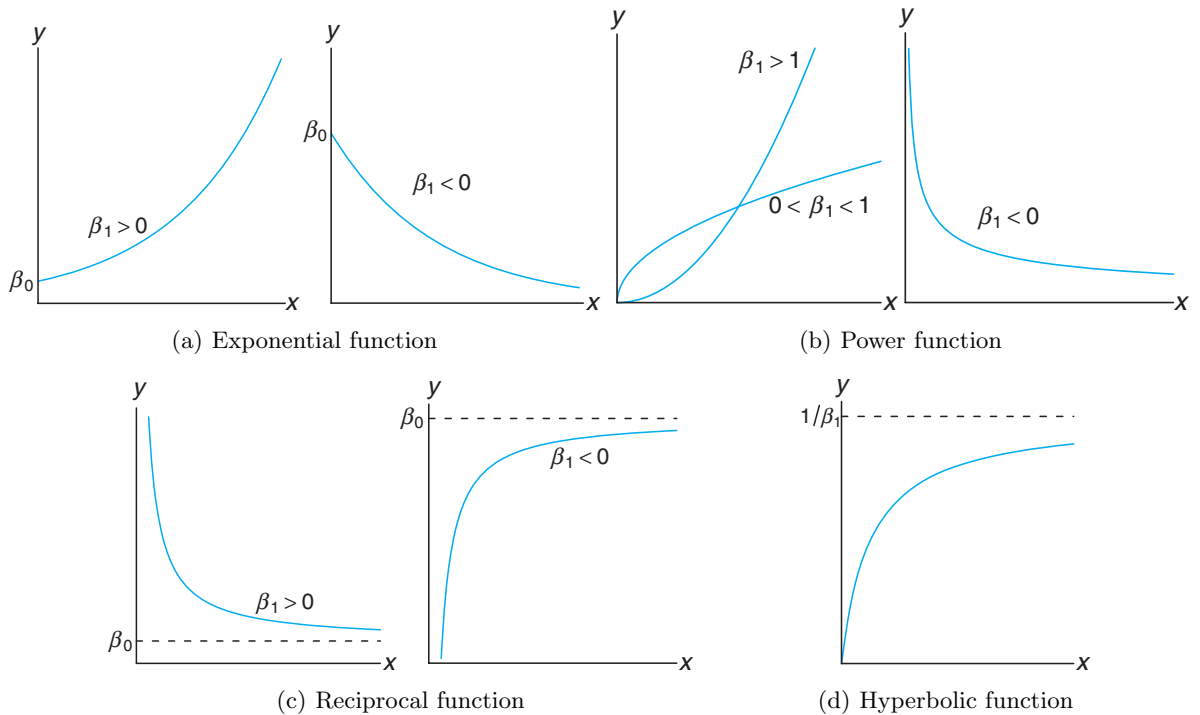 y
y
β₀
β₁ > 0
β₀
β₁ < 0
x
x
(a) Exponential function
y
y
β₁ > 1
0 < β₁ < 1
β₁ < 0
x
x
(b) Power function
y
y
β₁ > 0
β₀
β₀
β₁ < 0
x
x
(c) Reciprocal function
y
1/β₁
x
(d) Hyperbolic function